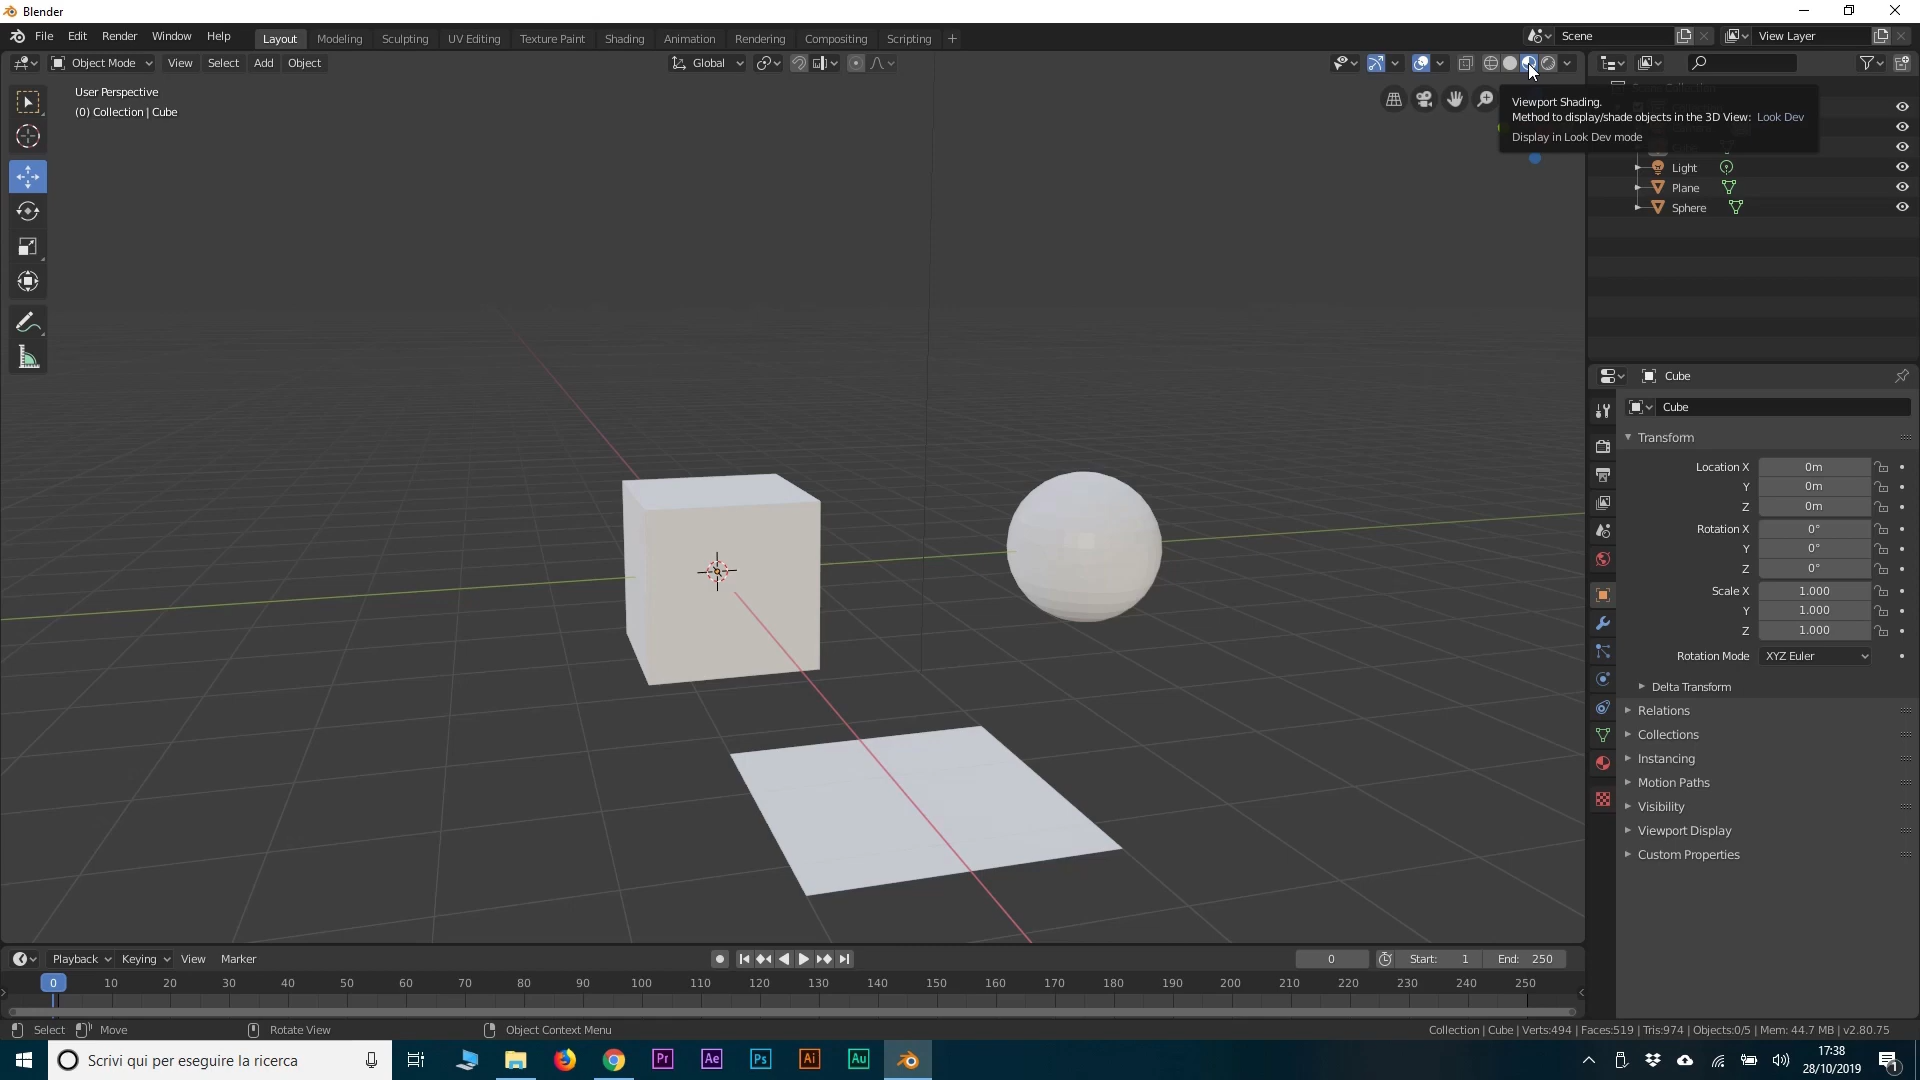 Blender
File Edit Render Window Help Layout Modeling Sculpting UV Editing Texture Paint Shading Animation Rendering Compositing Scripting + Scene View Layer
Object Mode View Select Add Object Global
User Perspective
(0) Collection | Cube
Viewport Shading.
Method to display/shade objects in the 3D View: Look Dev
Display in Look Dev mode
Light
Plane
Sphere
Cube
Cube
Transform
Location X 0m
Y 0m
Z 0m
Rotation X 0°
Y 0°
Z 0°
Scale X 1.000
Y 1.000
Z 1.000
Rotation Mode XYZ Euler
Delta Transform
Relations
Collections
Instancing
Motion Paths
Visibility
Viewport Display
Custom Properties
Playback Keying View Marker 0 Start: 1 End: 250
0 10 20 30 40 50 60 70 80 90 100 110 120 130 140 150 160 170 180 190 200 210 220 230 240 250
Select Move Rotate View Object Context Menu Collection | Cube | Verts:494 | Faces:519 | Tris:974 | Objects:0/5 | Mem: 44.7 MB | v2.80.75
Scrivi qui per eseguire la ricerca Pr Ae Ps Ai Au
17:38
28/10/2019
1